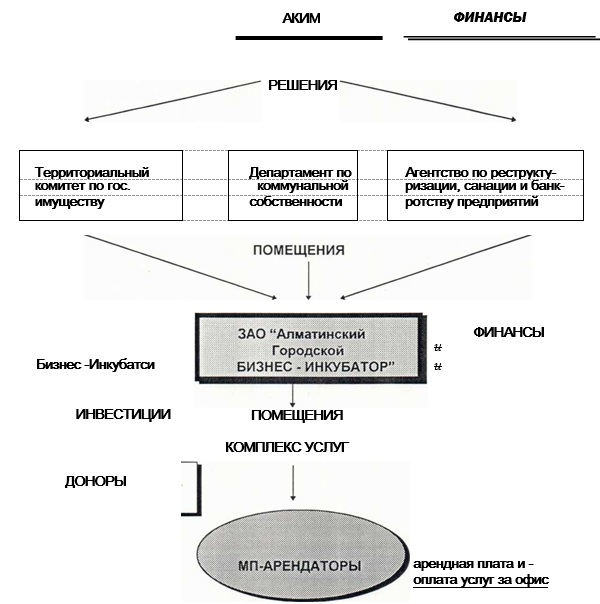 АКИМ
ФИНАНСЫ
РЕШЕНИЯ
Территориальный
комитет по гос.
имуществу
Департамент по
коммунальной
собственности
Агентство по реструкту-
ризации, санации и банк-
ротству предприятий
ПОМЕЩЕНИЯ
ЗАО “Алматинский
Городской
БИЗНЕС - ИНКУБАТОР”
ФИНАНСЫ
#
#
Бизнес -Инкубатси
ИНВЕСТИЦИИ
ПОМЕЩЕНИЯ
КОМПЛЕКС УСЛУГ
ДОНОРЫ
МП-АРЕНДАТОРЫ
арендная плата и -
оплата услуг за офис